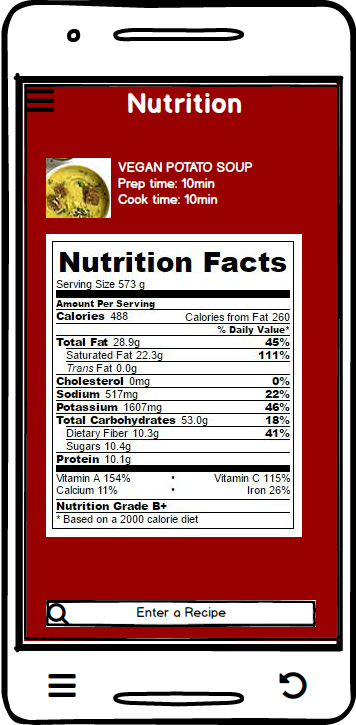 Nutrition
VEGAN POTATO SOUP
Prep time: 10min
Cook time: 10min
Nutrition Facts
Serving Size 573 g
Amount Per Serving
Calories 488 Calories from Fat 260
% Daily Value*
Total Fat 28.9g 45%
Saturated Fat 22.3g 111%
Trans Fat 0.0g
Cholesterol 0mg 0%
Sodium 517mg 22%
Potassium 1607mg 46%
Total Carbohydrates 53.0g 18%
Dietary Fiber 10.3g 41%
Sugars 10.4g
Protein 10.1g
Vitamin A 154% • Vitamin C 115%
Calcium 11% • Iron 26%
Nutrition Grade B+
* Based on a 2000 calorie diet
Enter a Recipe